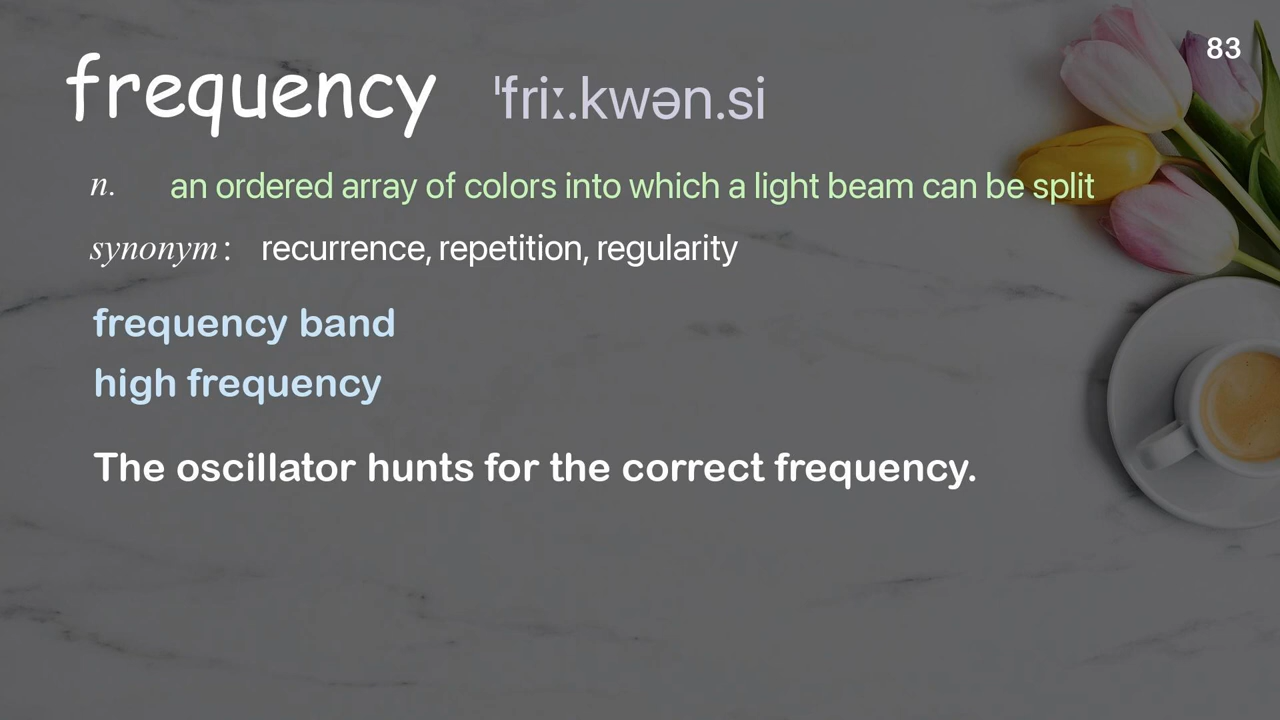 83
frequency ˈfriː.kwən.si
n. an ordered array of colors into which a light beam can be split
synonym: recurrence, repetition, regularity
frequency band
high frequency
The oscillator hunts for the correct frequency.